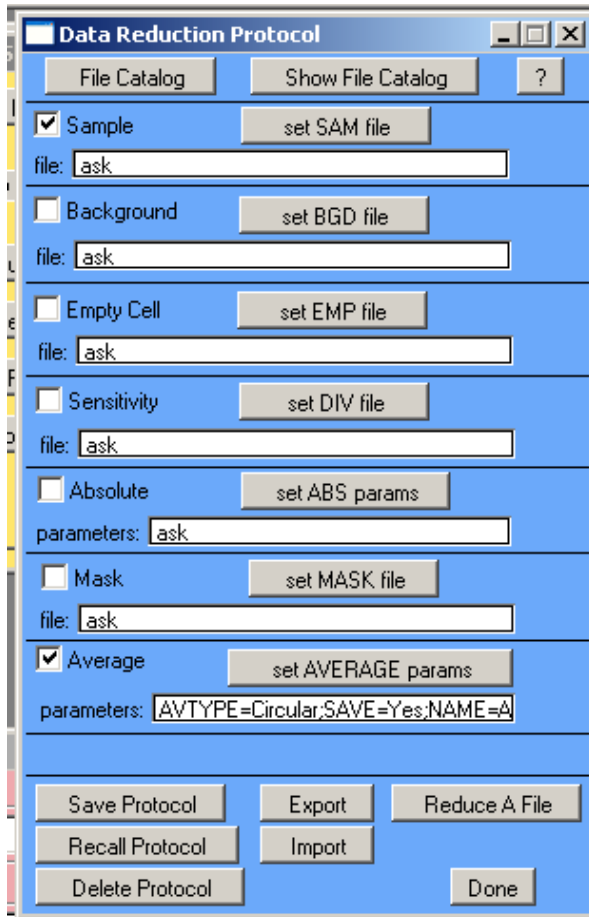 Data Reduction Protocol
File Catalog Show File Catalog ?
Sample set SAM file
file: ask
Background set BGD file
file: ask
Empty Cell set EMP file
file: ask
Sensitivity set DIV file
file: ask
Absolute set ABS params
parameters: ask
Mask set MASK file
file: ask
Average set AVERAGE params
parameters: AVTYPE=Circular;SAVE=Yes;NAME=A
Save Protocol Export Reduce A File
Recall Protocol Import
Delete Protocol Done